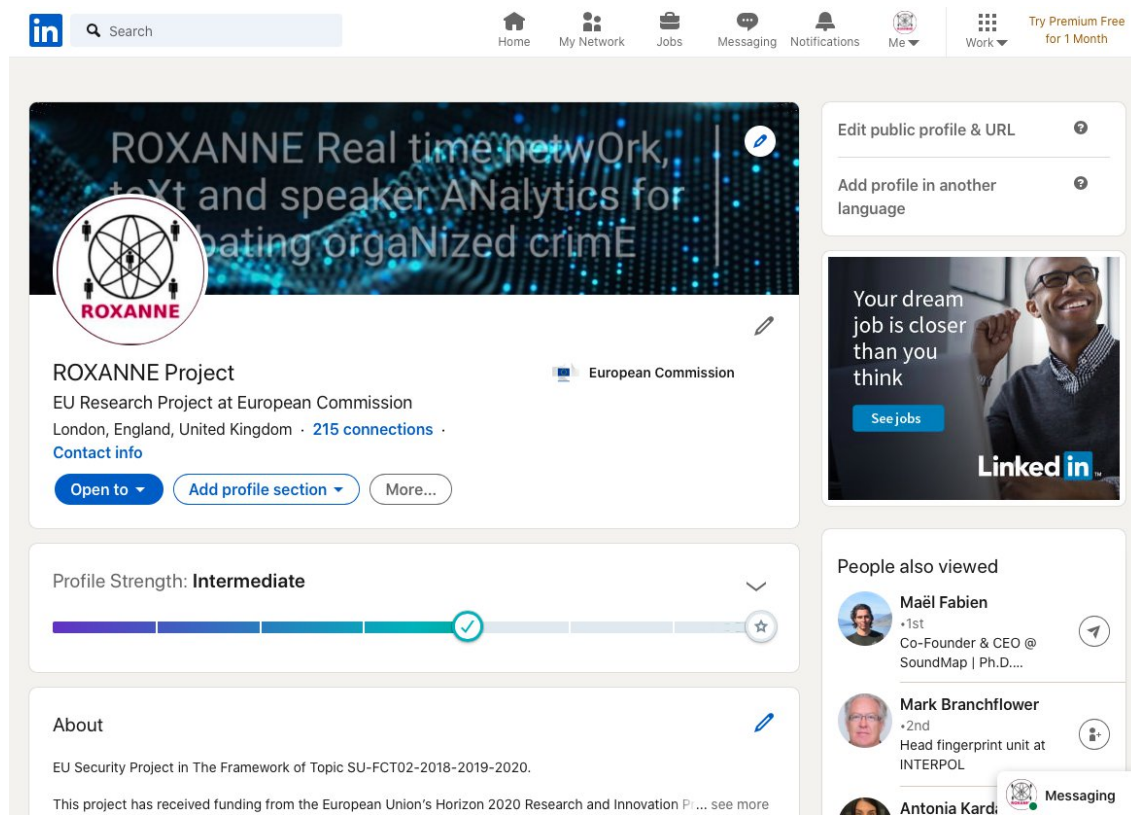 in
Search
Home
My Network
Jobs
Messaging
Notifications
Me
Work
Try Premium Free
for 1 Month
ROXANNE Real time netwOrk,
teXt and speaker ANalytics for
bating orgaNized crimE
ROXANNE
ROXANNE Project
EU Research Project at European Commission
London, England, United Kingdom · 215 connections ·
Contact info
European Commission
Open to
Add profile section
More...
Profile Strength: Intermediate
About
EU Security Project in The Framework of Topic SU-FCT02-2018-2019-2020.
This project has received funding from the European Union's Horizon 2020 Research and Innovation P... see more
Edit public profile & URL
Add profile in another
language
Your dream
job is closer
than you
think
See jobs
Linked in
People also viewed
Maël Fabien
•1st
Co-Founder & CEO @
SoundMap | Ph.D....
Mark Branchflower
•2nd
Head fingerprint unit at
INTERPOL
Antonia Kard
Messaging